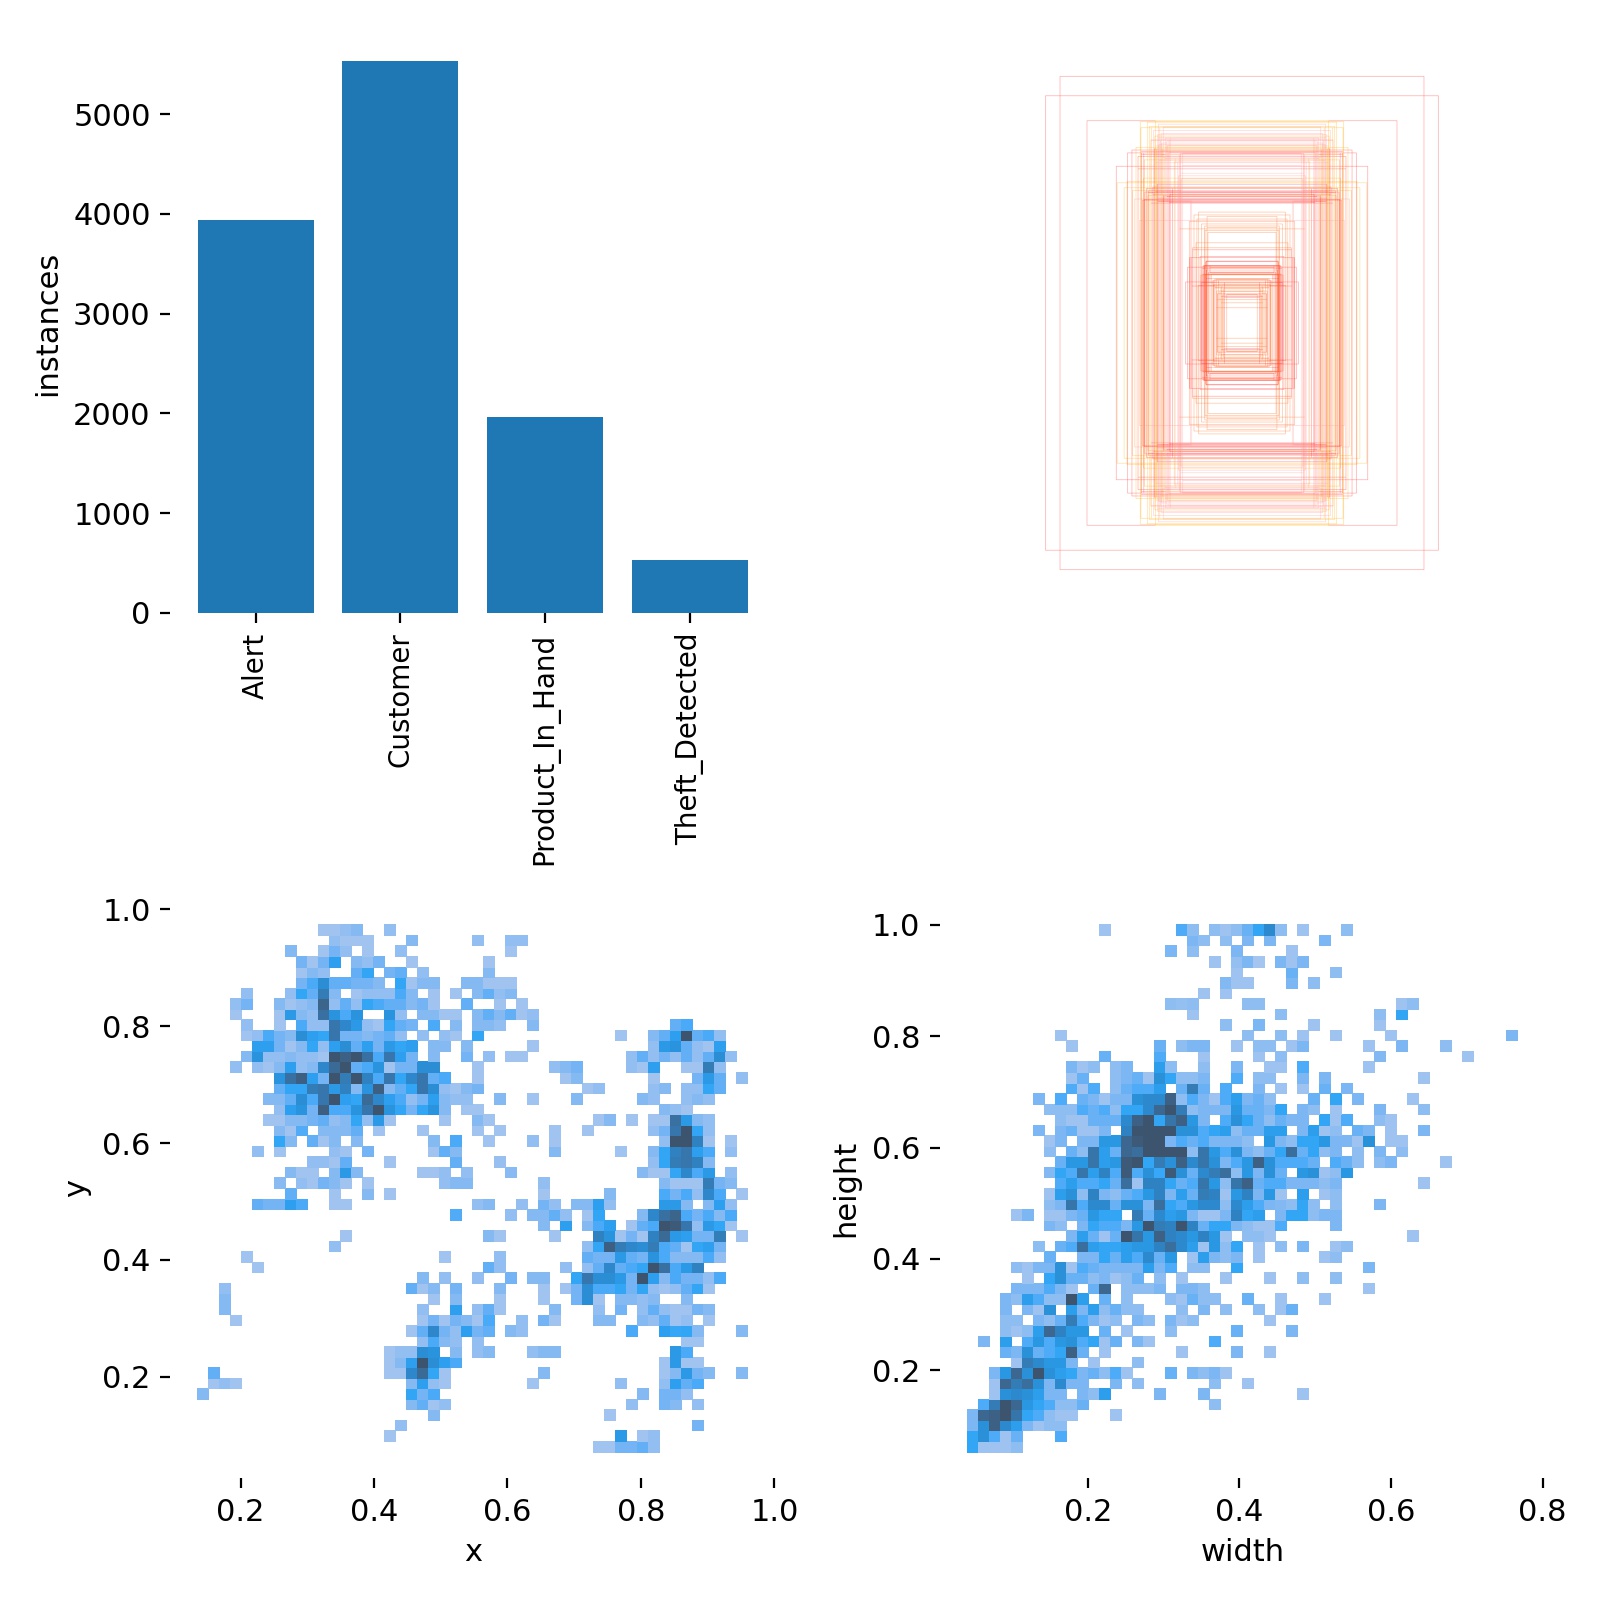 instances
5000
4000
3000
2000
1000
0
Alert
Customer
Product_In_Hand
Theft_Detected
y
1.0
0.8
0.6
0.4
0.2
0.2 0.4 0.6 0.8 1.0
x
height
1.0
0.8
0.6
0.4
0.2
0.2 0.4 0.6 0.8
width